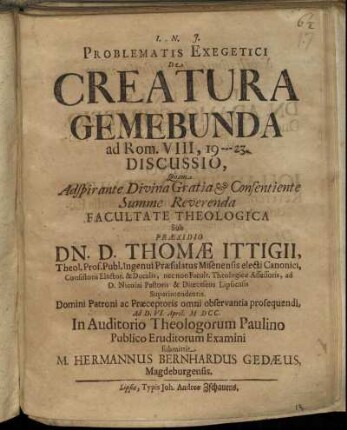 I. N. J.
PROBLEMATIS EXEGETICI
DE
CREATURA
GEMEBUNDA
ad Rom. VIII, 19--23.
DISCUSSIO,
Quam
Adspirante Divina Gratia & Consentiente
Summe Reverenda
FACULTATE THEOLOGICA
Sub
PRÆSIDIO
DN. D. THOMÆ ITTIGII,
Theol. Prof. Publ. Ingenui Præsulatus Misenensis electi Canonici,
Consistorii Elector. & Ducalis, nec non Facult. Theologicæ Assessoris, ad
D. Nicolai Pastoris & Diœceseos Lipsiensis
Superintendentis.
Domini Patroni ac Præceptoris omni observantia prosequendi,
Ad D. VI. April. M DCC.
In Auditorio Theologorum Paulino
Publico Eruditorum Examini
submittit
M. HERMANNUS BERNHARDUS GEDÆUS,
Magdeburgensis.
Lipsiæ, Typis Joh. Andreæ Zschauens.